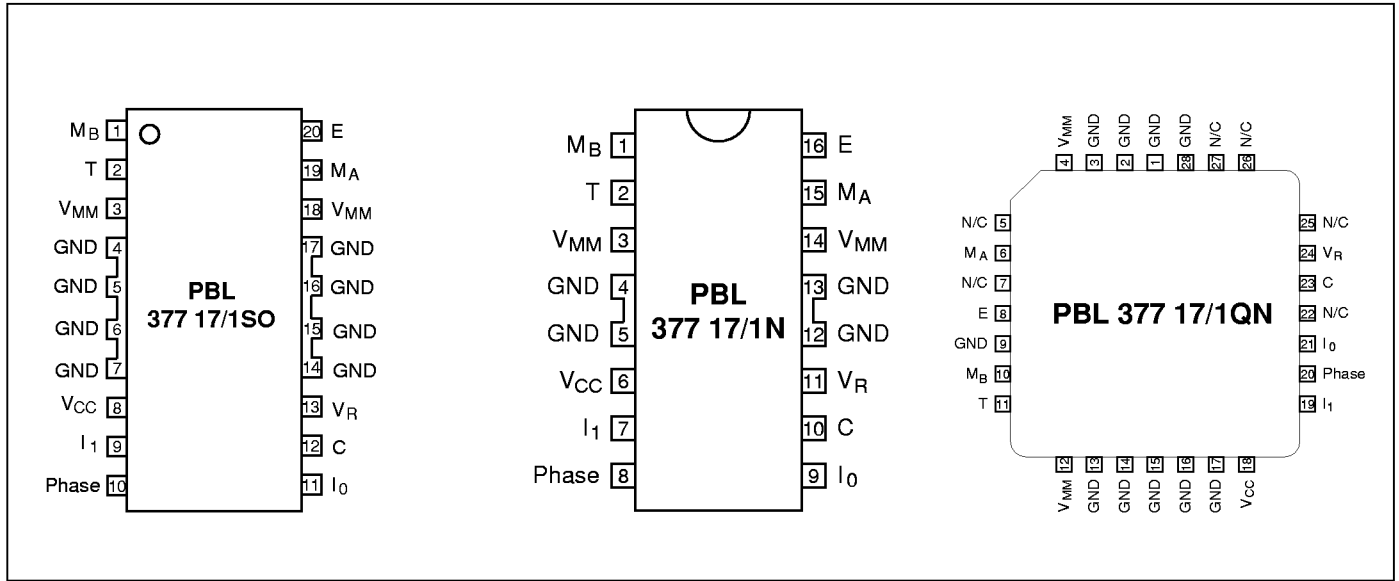 MB 1 20 E
T 2 19 MA
VMM 3 18 VMM
GND 4 17 GND
GND 5 16 GND
GND 6 15 GND
GND 7 14 GND
VCC 8 13 VR
I1 9 12 C
Phase 10 11 I0
PBL
377 17/1SO
MB 1 16 E
T 2 15 MA
VMM 3 14 VMM
GND 4 13 GND
GND 5 12 GND
VCC 6 11 VR
I1 7 10 C
Phase 8 9 I0
PBL
377 17/1N
VMM GND GND GND GND N/C N/C
4 3 2 1 28 27 26
N/C 5 25 N/C
MA 6 24 VR
N/C 7 23 C
E 8 22 N/C
GND 9 21 I0
MB 10 20 Phase
T 11 19 I1
PBL 377 17/1QN
12 13 14 15 16 17 18
VMM GND GND GND GND GND VCC